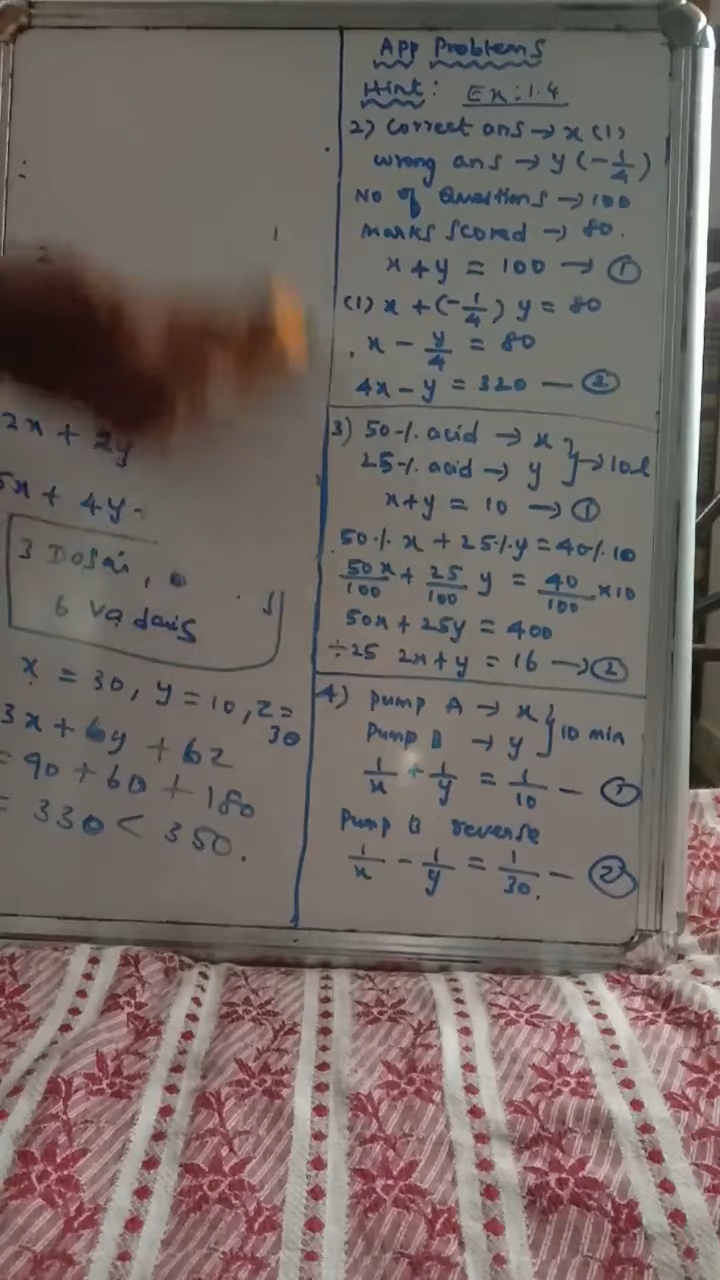 2x + 2y
5x + 4y -
3 Dosai,
6 Vadais
x = 30, y = 10, z = 30
3x + 6y + 6z
= 90 + 60 + 180
= 330 < 350.
App Problems
Hint: Ex: 1.4
2) Correct ans → x (1)
wrong ans → y (-1/4)
No of Questions → 100
marks scored → 80.
x + y = 100 → ①
(1) x + (-1/4) y = 80
x - y/4 = 80
4x - y = 320 — ②
3) 50 % acid → x
25 % acid → y } → 10 l
x + y = 10 → ①
50 % x + 25 % y = 40 % 10
50x/100 + 25/100 y = 40/100 × 10
50x + 25y = 400
÷25 2x + y = 16 → ②
4) Pump A → x
Pump B → y } 10 min
1/x + 1/y = 1/10 — ①
Pump B reverse
1/x - 1/y = 1/30. — ②